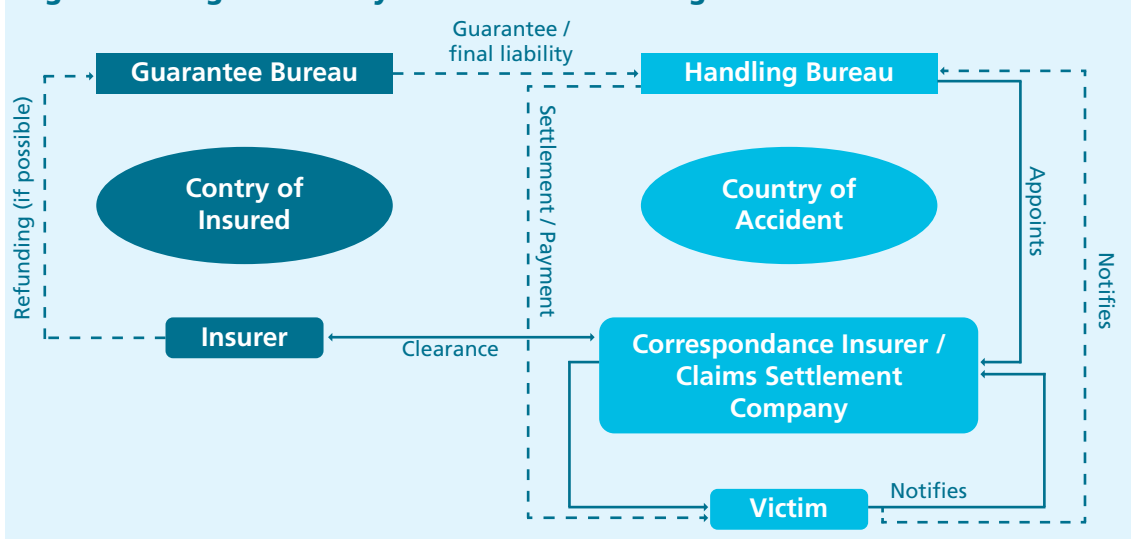 Guarantee /
final liability
Guarantee Bureau
Handling Bureau
Refunding (if possible)
Settlement / Payment
Contry of
Insured
Country of
Accident
Appoints
Notifies
Insurer
Clearance
Correspondance Insurer /
Claims Settlement
Company
Notifies
Victim